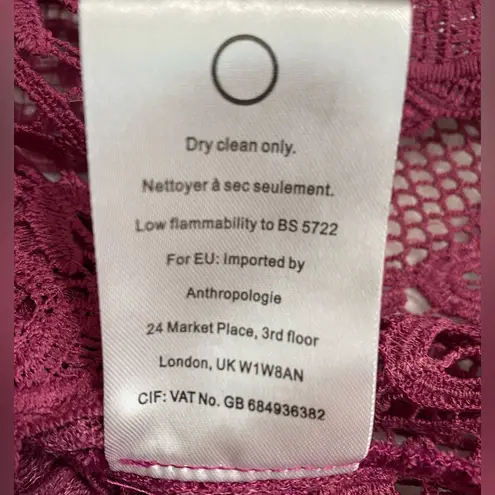 Dry clean only.
Nettoyer à sec seulement.
Low flammability to BS 5722
For EU: Imported by
Anthropologie
24 Market Place, 3rd floor
London, UK W1W8AN
CIF: VAT No. GB 684936382